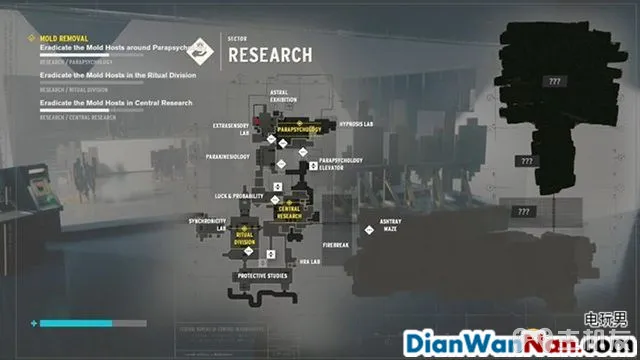 MOLD REMOVAL
Eradicate the Mold Hosts around Parapsych
RESEARCH / PARAPSYCHOLOGY
Eradicate the Mold Hosts in the Ritual Division
RESEARCH / RITUAL DIVISION
Eradicate the Mold Hosts in Central Research
RESEARCH / CENTRAL RESEARCH
SECTOR
RESEARCH
ASTRAL
EXHIBITION
EXTRASENSORY
LAB
PARAPSYCHOLOGY
HYPNOSIS LAB
PARAKINESIOLOGY
PARAPSYCHOLOGY
ELEVATOR
LUCK & PROBABILITY
CENTRAL
RESEARCH
SYNCHRONICITY
LAB
RITUAL
DIVISION
ASHTRAY
MAZE
FIREBREAK
HRA LAB
PROTECTIVE STUDIES
???
???
???
电玩男
DianWanNan.com